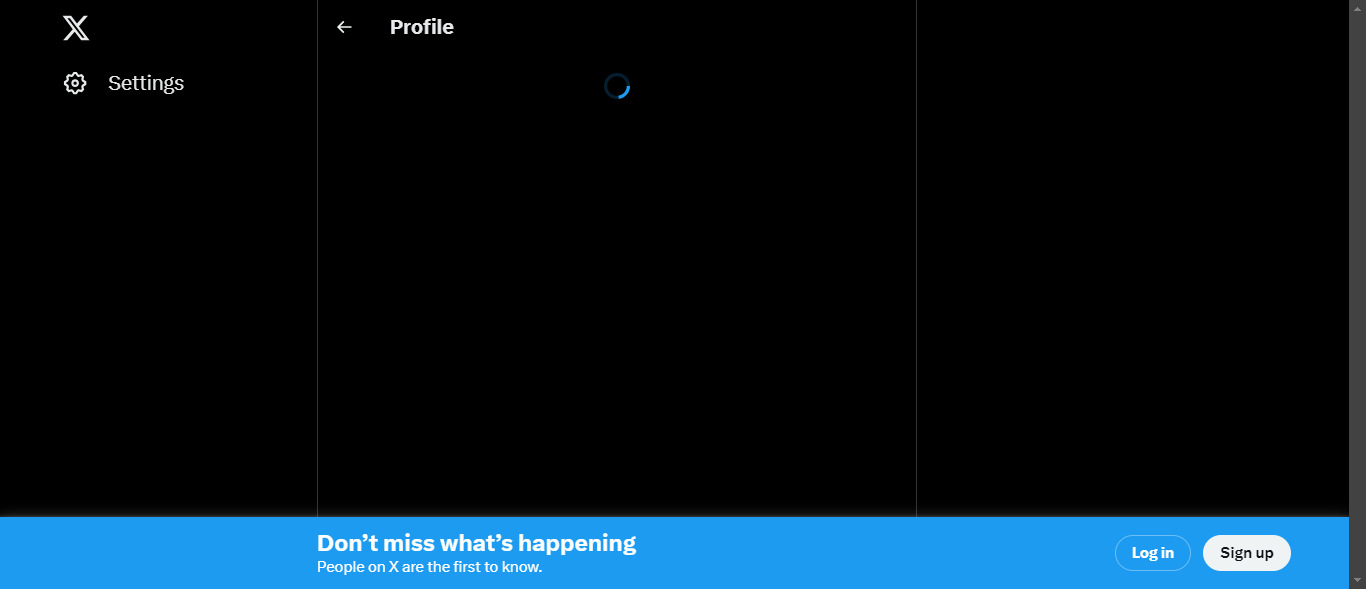 Profile
Settings
Don’t miss what’s happening
People on X are the first to know.
Log in
Sign up